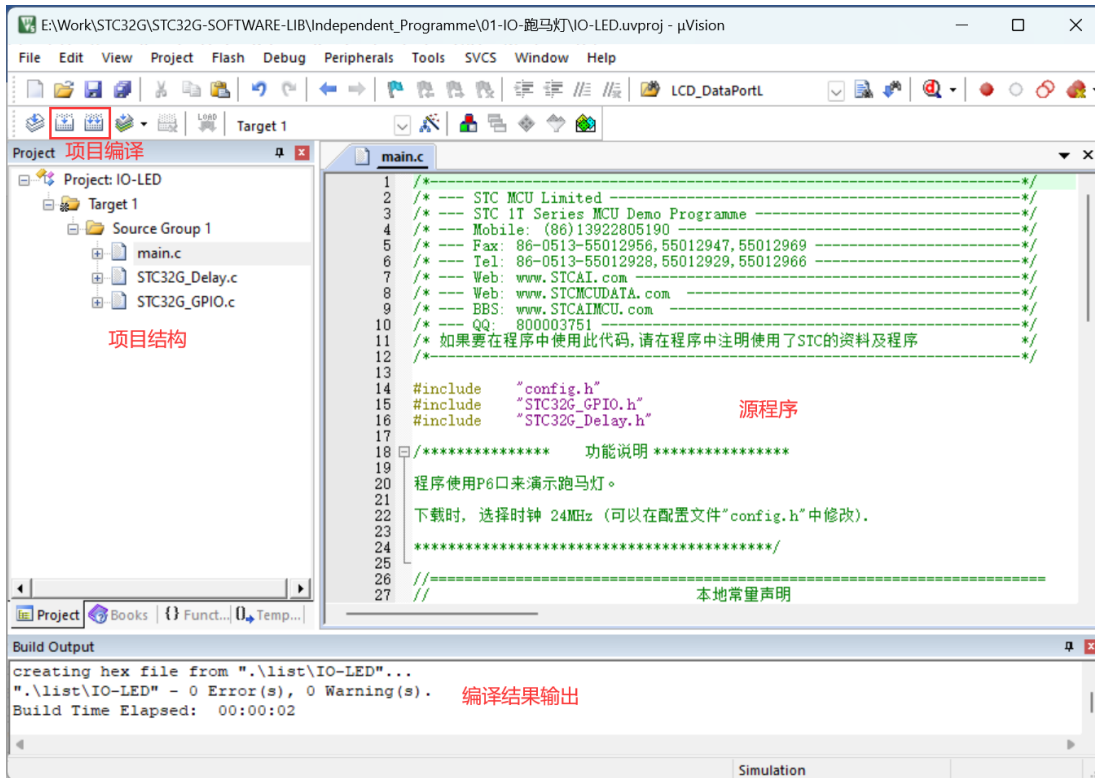 E:\Work\STC32G\STC32G-SOFTWARE-LIB\Independent_Programme\01-IO-跑马灯\IO-LED.uvproj - µVision
File Edit View Project Flash Debug Peripherals Tools SVCS Window Help
LCD_DataPortL
LOAD
Target 1
Project 项目编译
Project: IO-LED
Target 1
Source Group 1
main.c
STC32G_Delay.c
STC32G_GPIO.c
项目结构
Project Books {} Funct... Temp...
main.c
1 /*---------------------------------------------------------------------*/
2 /* --- STC MCU Limited ------------------------------------------------*/
3 /* --- STC 1T Series MCU Demo Programme -------------------------------*/
4 /* --- Mobile: (86)13922805190 ----------------------------------------*/
5 /* --- Fax: 86-0513-55012956,55012947,55012969 ------------------------*/
6 /* --- Tel: 86-0513-55012928,55012929,55012966 ------------------------*/
7 /* --- Web: www.STCAI.com ---------------------------------------------*/
8 /* --- Web: www.STCMCUDATA.com ---------------------------------------*/
9 /* --- BBS: www.STCAIMCU.com -----------------------------------------*/
10 /* --- QQ: 800003751 -------------------------------------------------*/
11 /* 如果要在程序中使用此代码,请在程序中注明使用了STC的资料及程序 */
12 /*---------------------------------------------------------------------*/
13
14 #include "config.h"
15 #include "STC32G_GPIO.h"
16 #include "STC32G_Delay.h"
源程序
17
18 /*************** 功能说明 ****************
19
20 程序使用P6口来演示跑马灯。
21
22 下载时, 选择时钟 24MHz (可以在配置文件"config.h"中修改).
23
24 ******************************************/
25
26 //========================================================================
27 // 本地常量声明
Build Output
creating hex file from ".\list\IO-LED"...
".\list\IO-LED" - 0 Error(s), 0 Warning(s).
Build Time Elapsed: 00:00:02
编译结果输出
Simulation